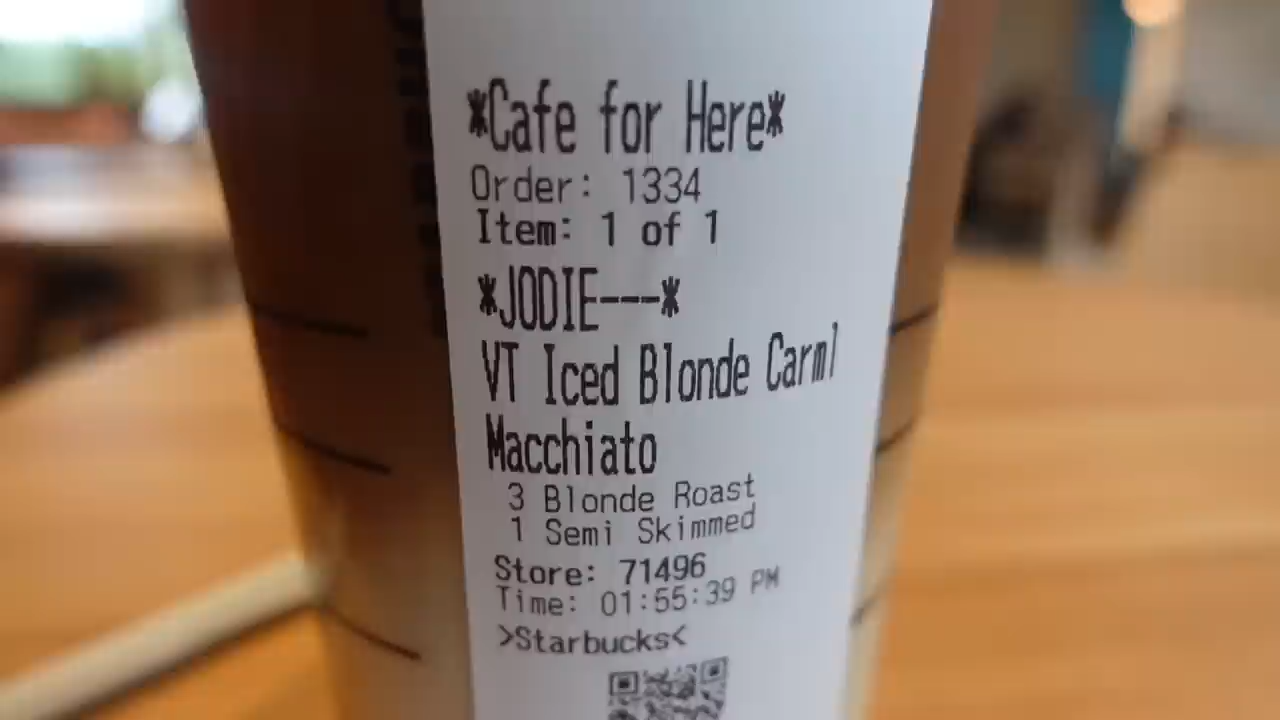 *Cafe for Here*
Order: 1334
Item: 1 of 1
*JODIE---*
VT Iced Blonde Carml
Macchiato
3 Blonde Roast
1 Semi Skimmed
Store: 71496
Time: 01:55:39 PM
>Starbucks<